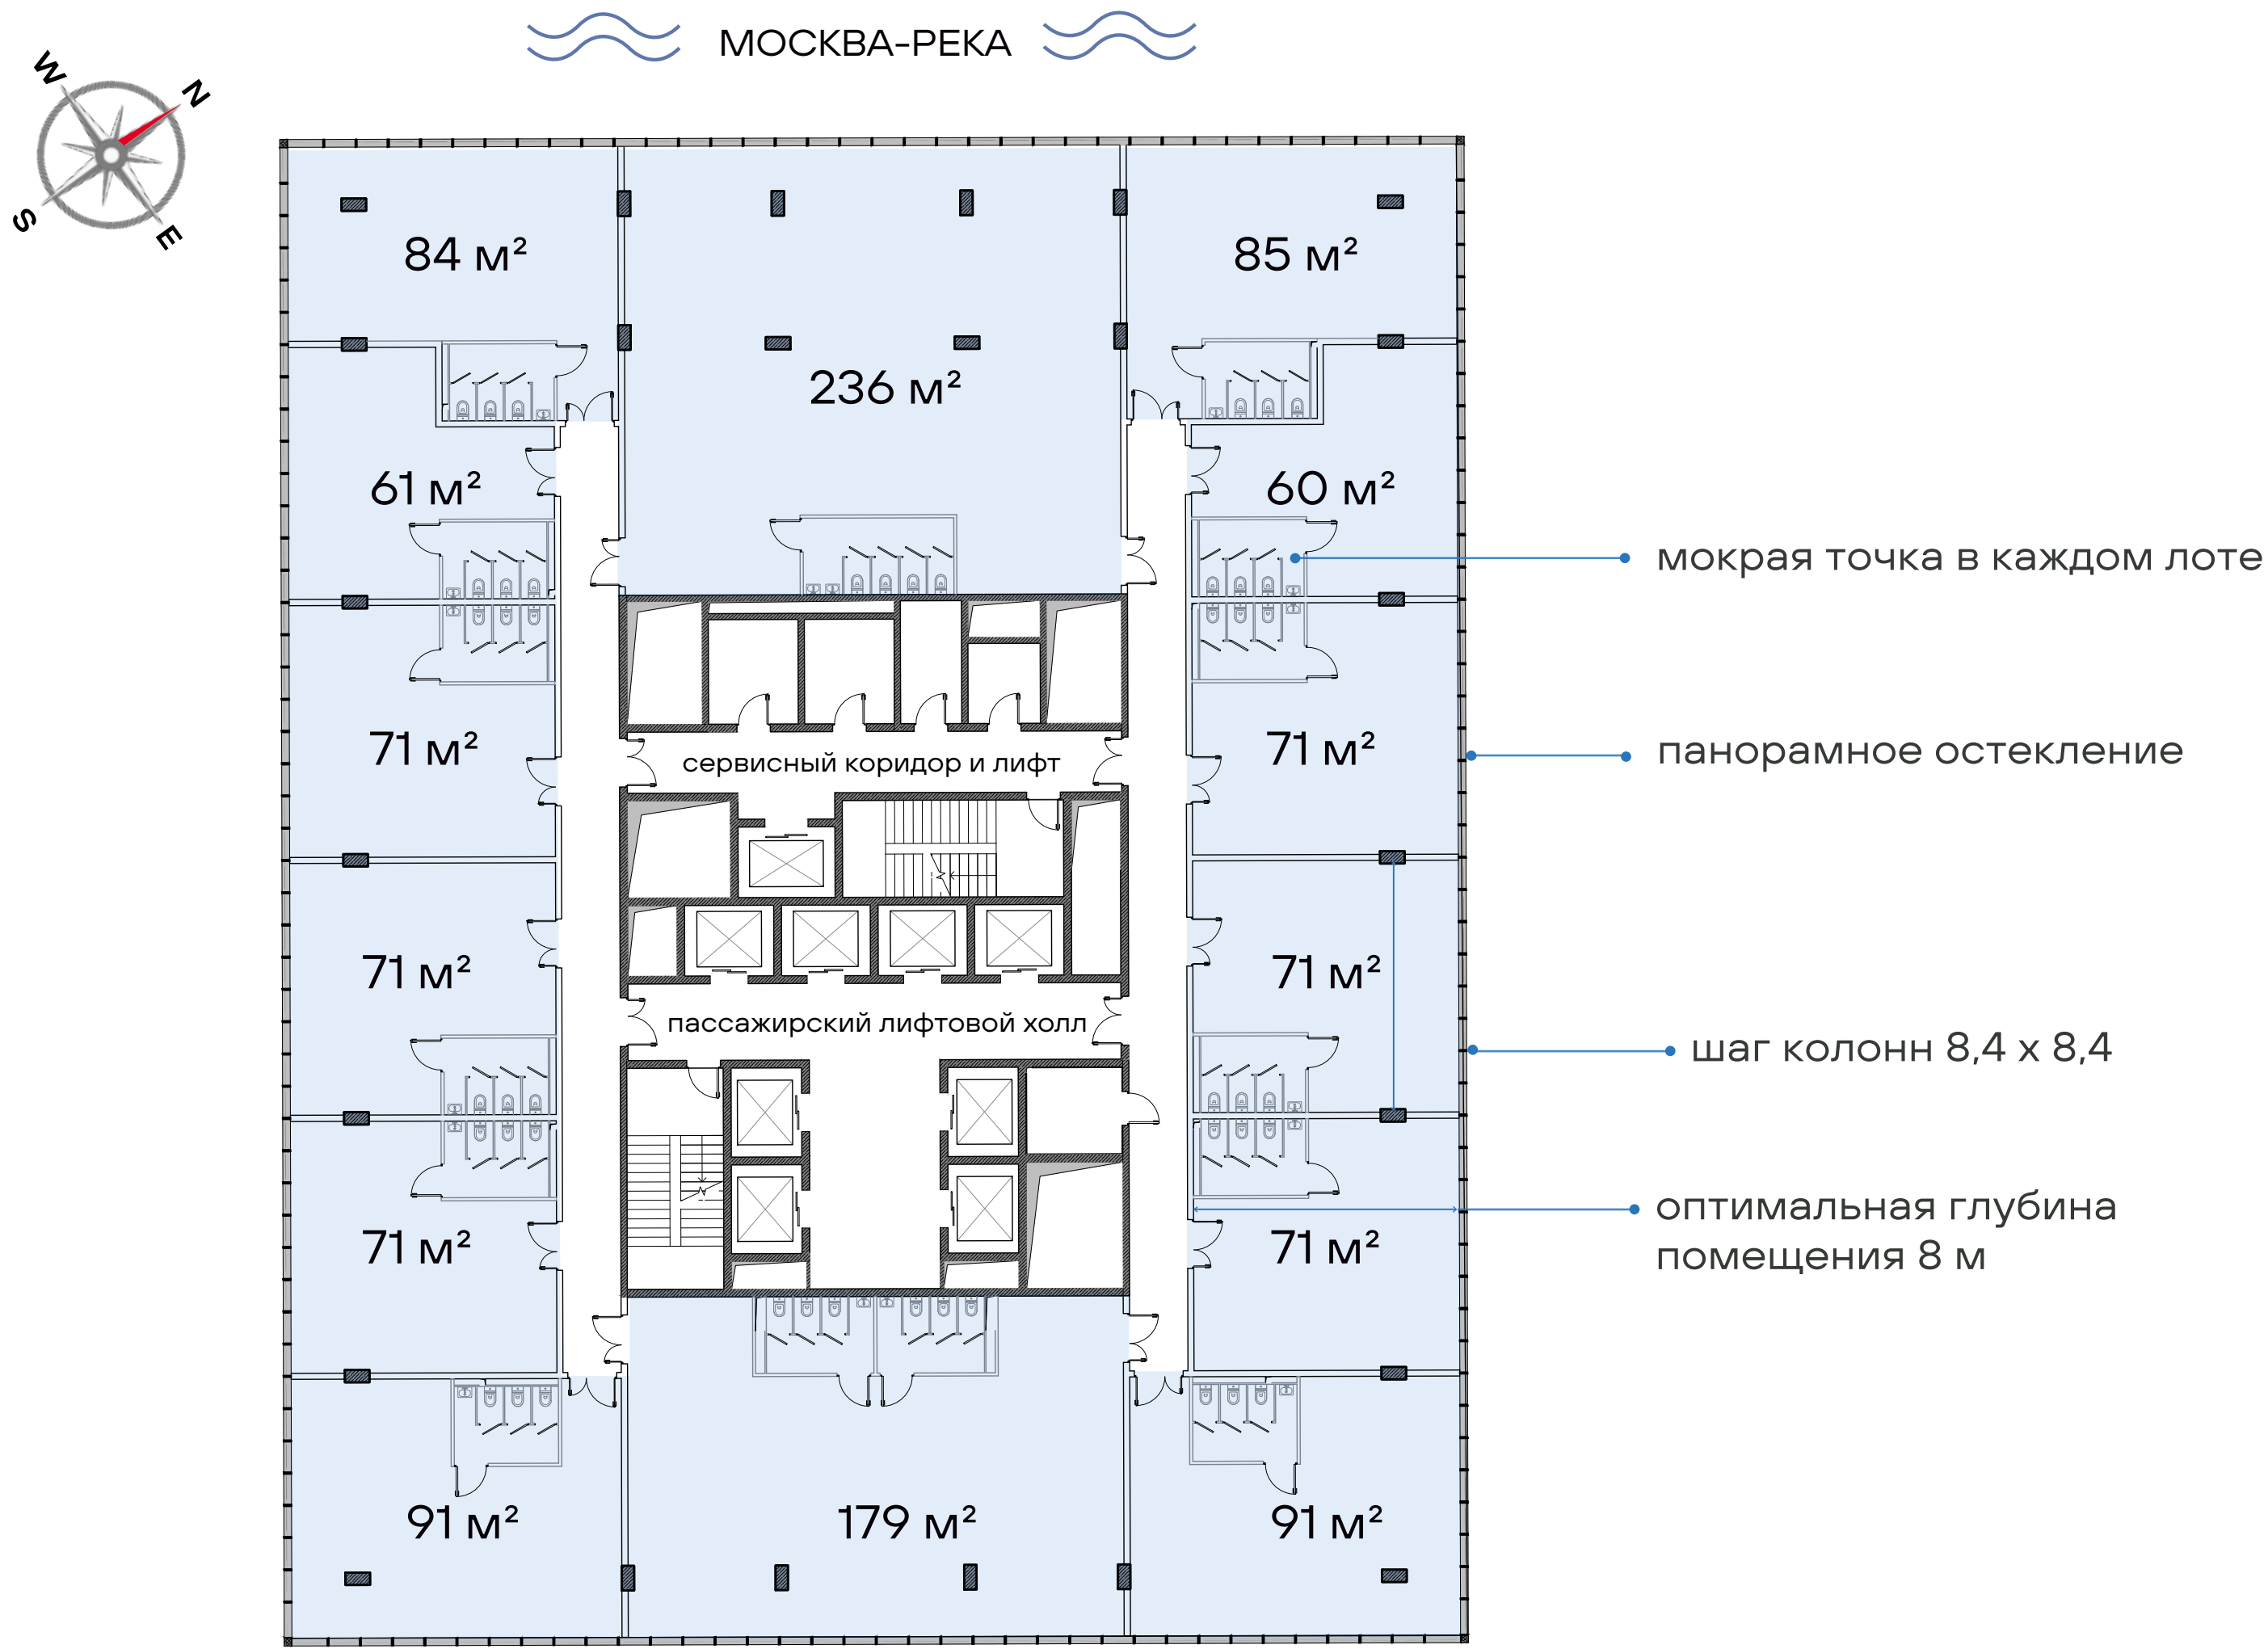 МОСКВА-РЕКА
W
N
S
E
84 м²
85 м²
236 м²
61 м²
60 м²
мокрая точка в каждом лоте
71 м²
71 м²
панорамное остекление
сервисный коридор и лифт
71 м²
71 м²
пассажирский лифтовой холл
шаг колонн 8,4 х 8,4
71 м²
71 м²
оптимальная глубина
помещения 8 м
91 м²
179 м²
91 м²